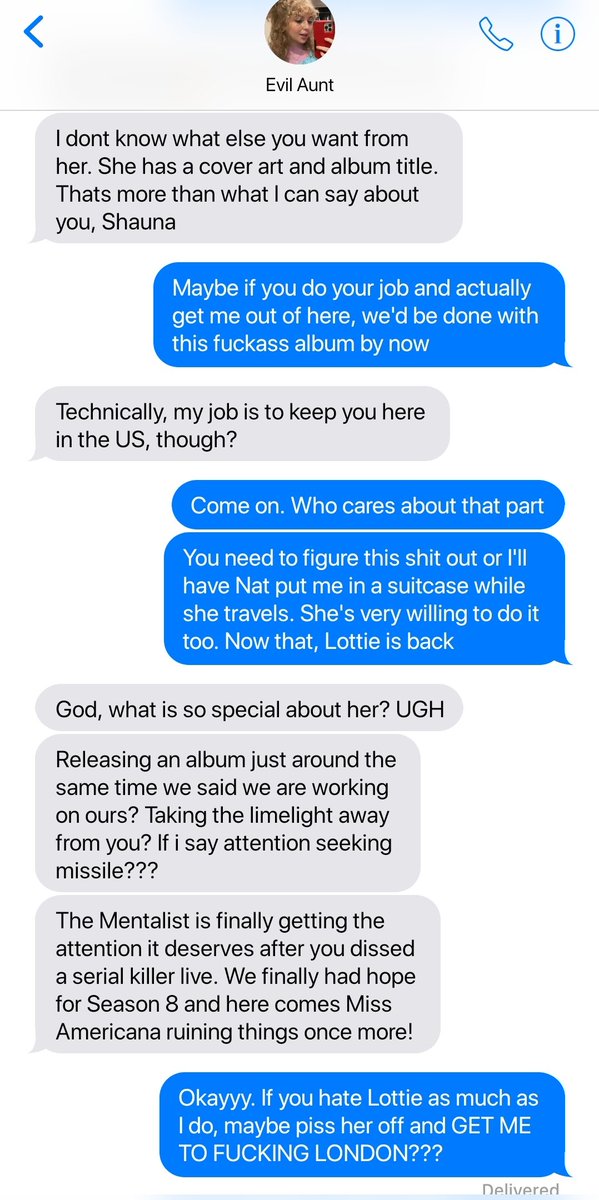 Evil Aunt
I dont know what else you want from
her. She has a cover art and album title.
Thats more than what I can say about
you, Shauna
Maybe if you do your job and actually
get me out of here, we'd be done with
this fuckass album by now
Technically, my job is to keep you here
in the US, though?
Come on. Who cares about that part
You need to figure this shit out or I'll
have Nat put me in a suitcase while
she travels. She's very willing to do it
too. Now that, Lottie is back
God, what is so special about her? UGH
Releasing an album just around the
same time we said we are working
on ours? Taking the limelight away
from you? If i say attention seeking
missile???
The Mentalist is finally getting the
attention it deserves after you dissed
a serial killer live. We finally had hope
for Season 8 and here comes Miss
Americana ruining things once more!
Okayyy. If you hate Lottie as much as
I do, maybe piss her off and GET ME
TO FUCKING LONDON???
Delivered